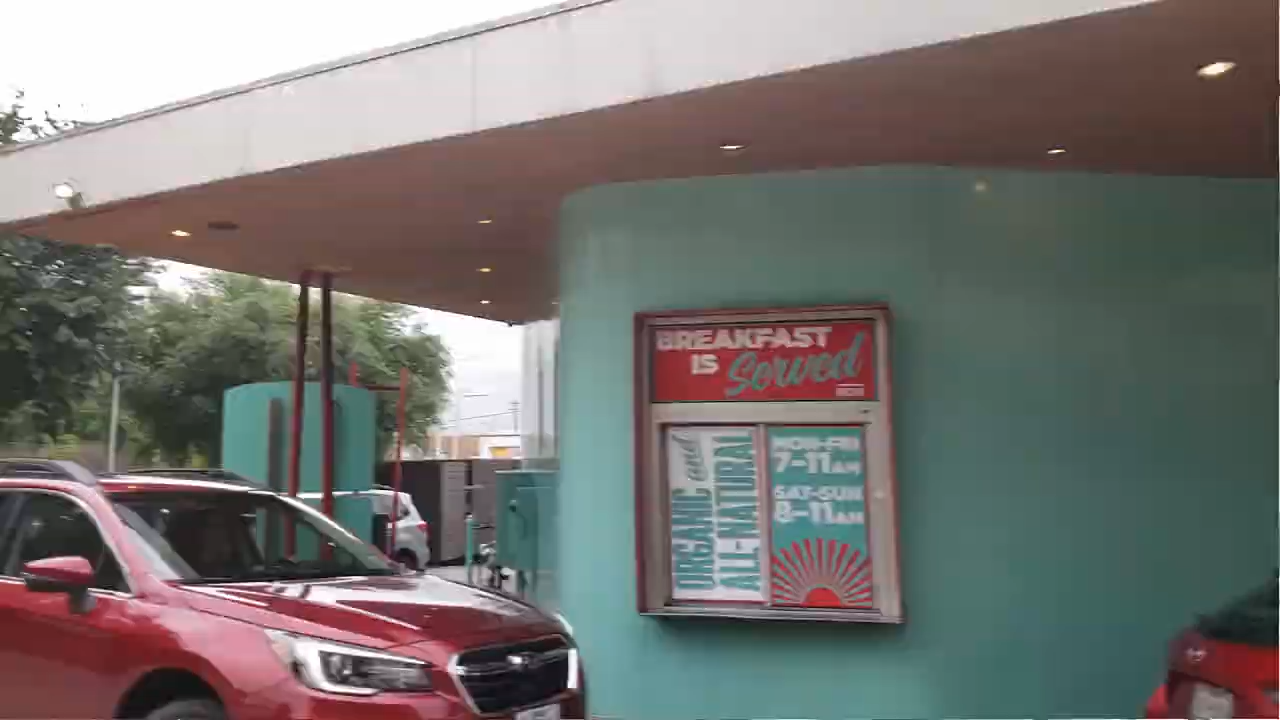 BREAKFAST
IS Served
ORGANIC and
ALL-NATURAL
MON-FRI
7-11AM
SAT-SUN
8-11AM